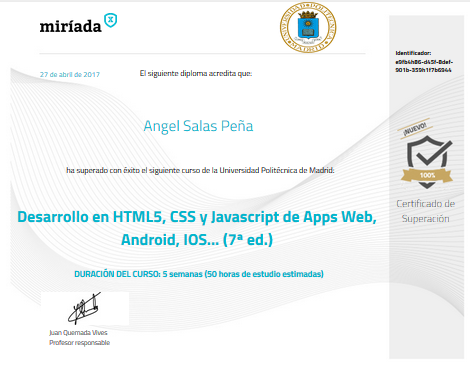 miríada x
Identificador:
e9fb4h86-d45f-8def-
901b-359h1f7b6944
27 de abril de 2017
El siguiente diploma acredita que:
Angel Salas Peña
¡NUEVO!
ha superado con éxito el siguiente curso de la Universidad Politécnica de Madrid:
100%
Certificado de
Superación
Desarrollo en HTML5, CSS y Javascript de Apps Web,
Android, IOS... (7ª ed.)
DURACIÓN DEL CURSO: 5 semanas (50 horas de estudio estimadas)
Juan Quemada Vives
Profesor responsable